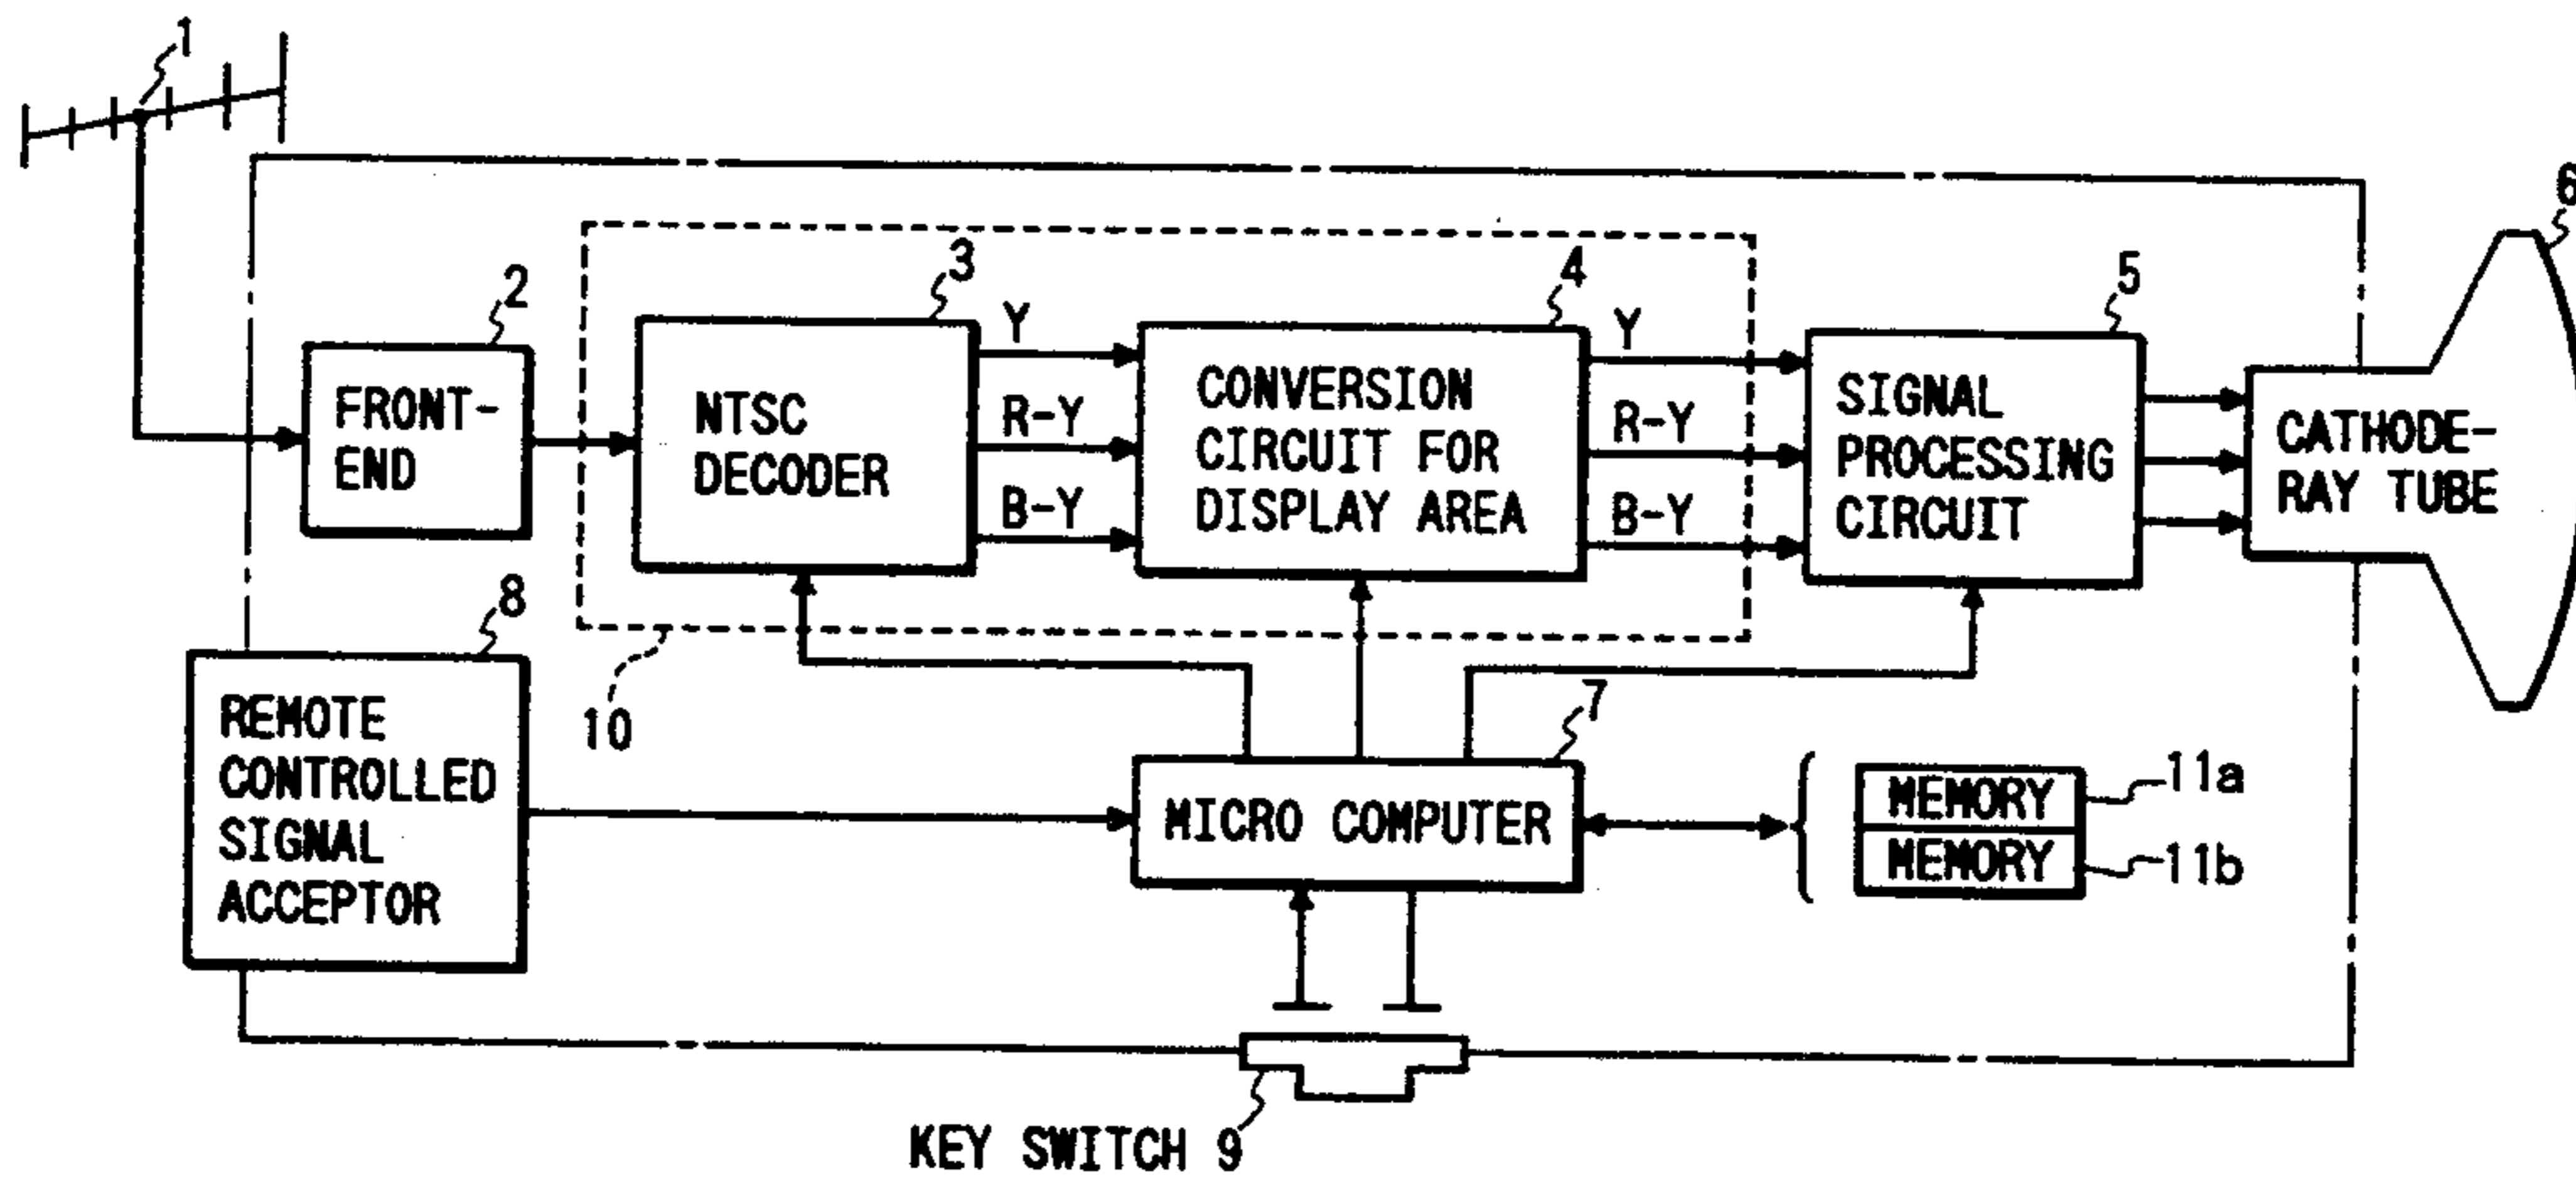 1
6
2
3
4
5
FRONT-
END
NTSC
DECODER
Y
R-Y
B-Y
CONVERSION
CIRCUIT FOR
DISPLAY AREA
Y
R-Y
B-Y
SIGNAL
PROCESSING
CIRCUIT
CATHODE-
RAY TUBE
8
10
7
REMOTE
CONTROLLED
SIGNAL
ACCEPTOR
MICRO COMPUTER
MEMORY
11a
MEMORY
11b
KEY SWITCH 9